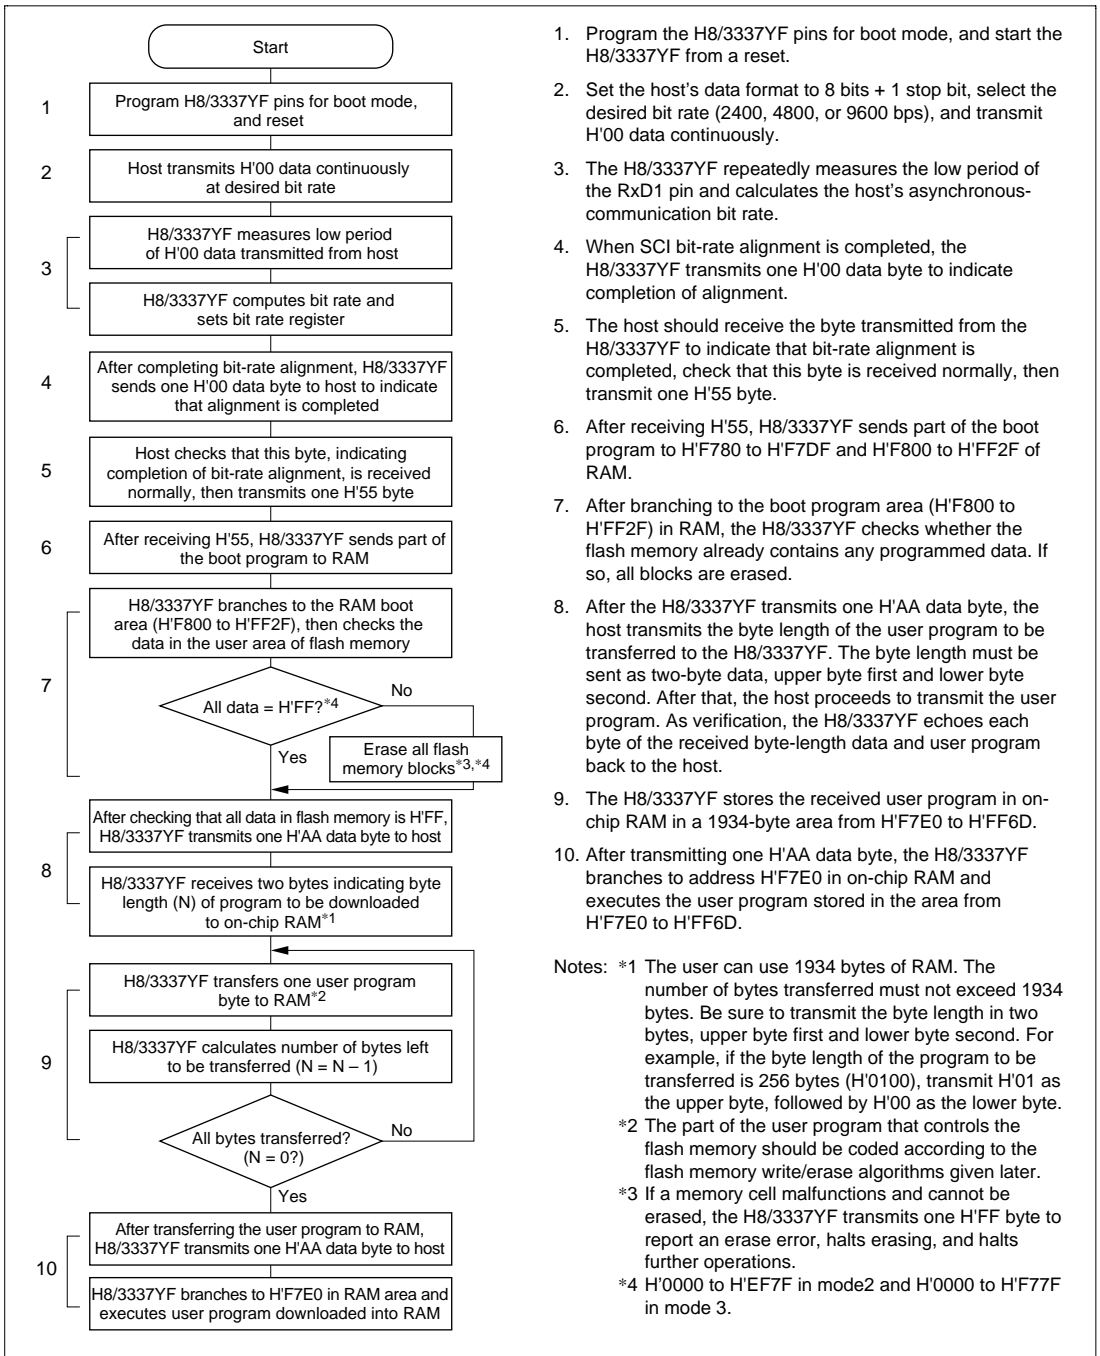 Start
1
Program H8/3337YF pins for boot mode,
and reset
2
Host transmits H'00 data continuously
at desired bit rate
3
H8/3337YF measures low period
of H'00 data transmitted from host
H8/3337YF computes bit rate and
sets bit rate register
4
After completing bit-rate alignment, H8/3337YF
sends one H'00 data byte to host to indicate
that alignment is completed
5
Host checks that this byte, indicating
completion of bit-rate alignment, is received
normally, then transmits one H'55 byte
6
After receiving H'55, H8/3337YF sends part of
the boot program to RAM
7
H8/3337YF branches to the RAM boot
area (H'F800 to H'FF2F), then checks the
data in the user area of flash memory
All data = H'FF?*4
No
Yes
Erase all flash
memory blocks*3,*4
8
After checking that all data in flash memory is H'FF,
H8/3337YF transmits one H'AA data byte to host
H8/3337YF receives two bytes indicating byte
length (N) of program to be downloaded
to on-chip RAM*1
9
H8/3337YF transfers one user program
byte to RAM*2
H8/3337YF calculates number of bytes left
to be transferred (N = N – 1)
All bytes transferred?
(N = 0?)
No
Yes
10
After transferring the user program to RAM,
H8/3337YF transmits one H'AA data byte to host
H8/3337YF branches to H'F7E0 in RAM area and
executes user program downloaded into RAM
1. Program the H8/3337YF pins for boot mode, and start the
H8/3337YF from a reset.
2. Set the host's data format to 8 bits + 1 stop bit, select the
desired bit rate (2400, 4800, or 9600 bps), and transmit
H'00 data continuously.
3. The H8/3337YF repeatedly measures the low period of
the RxD1 pin and calculates the host's asynchronous-
communication bit rate.
4. When SCI bit-rate alignment is completed, the
H8/3337YF transmits one H'00 data byte to indicate
completion of alignment.
5. The host should receive the byte transmitted from the
H8/3337YF to indicate that bit-rate alignment is
completed, check that this byte is received normally, then
transmit one H'55 byte.
6. After receiving H'55, H8/3337YF sends part of the boot
program to H'F780 to H'F7DF and H'F800 to H'FF2F of
RAM.
7. After branching to the boot program area (H'F800 to
H'FF2F) in RAM, the H8/3337YF checks whether the
flash memory already contains any programmed data. If
so, all blocks are erased.
8. After the H8/3337YF transmits one H'AA data byte, the
host transmits the byte length of the user program to be
transferred to the H8/3337YF. The byte length must be
sent as two-byte data, upper byte first and lower byte
second. After that, the host proceeds to transmit the user
program. As verification, the H8/3337YF echoes each
byte of the received byte-length data and user program
back to the host.
9. The H8/3337YF stores the received user program in on-
chip RAM in a 1934-byte area from H'F7E0 to H'FF6D.
10. After transmitting one H'AA data byte, the H8/3337YF
branches to address H'F7E0 in on-chip RAM and
executes the user program stored in the area from
H'F7E0 to H'FF6D.
Notes: *1 The user can use 1934 bytes of RAM. The
number of bytes transferred must not exceed 1934
bytes. Be sure to transmit the byte length in two
bytes, upper byte first and lower byte second. For
example, if the byte length of the program to be
transferred is 256 bytes (H'0100), transmit H'01 as
the upper byte, followed by H'00 as the lower byte.
*2 The part of the user program that controls the
flash memory should be coded according to the
flash memory write/erase algorithms given later.
*3 If a memory cell malfunctions and cannot be
erased, the H8/3337YF transmits one H'FF byte to
report an erase error, halts erasing, and halts
further operations.
*4 H'0000 to H'EF7F in mode2 and H'0000 to H'F77F
in mode 3.